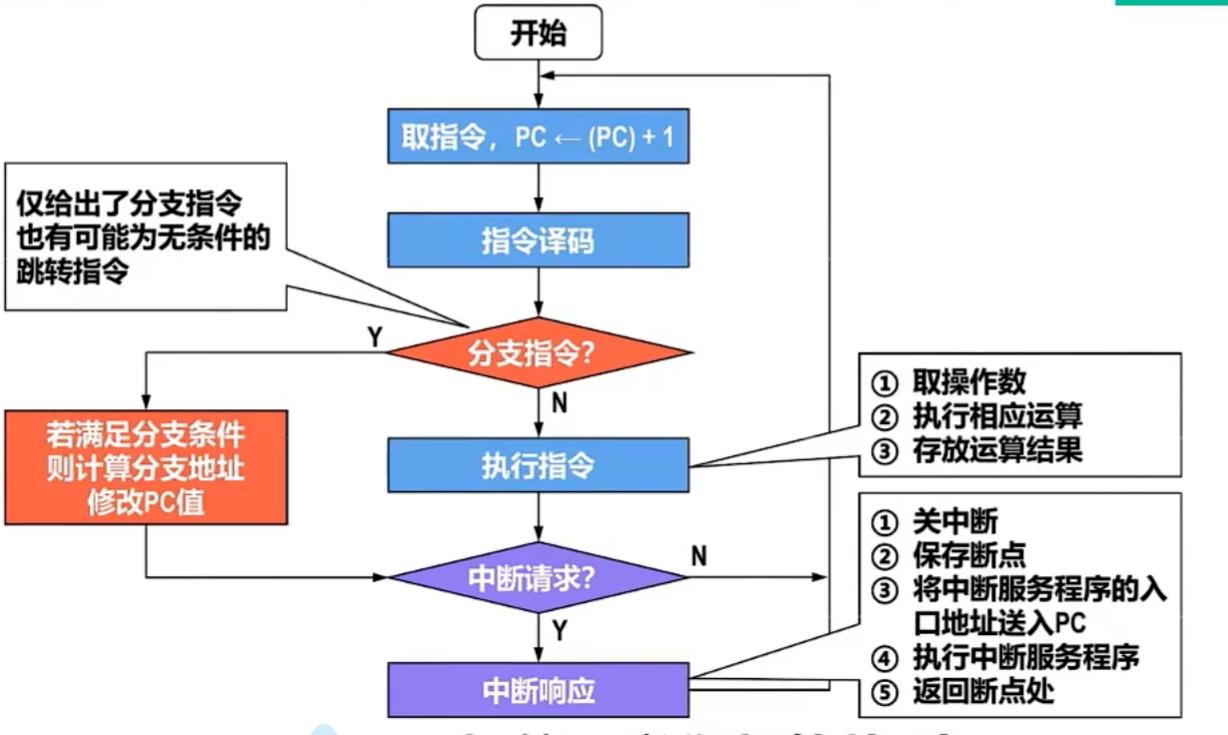 开始
取指令，PC ← (PC) + 1
仅给出了分支指令
也有可能为无条件的
跳转指令
指令译码
分支指令?
Y
N
若满足分支条件
则计算分支地址
修改PC值
执行指令
① 取操作数
② 执行相应运算
③ 存放运算结果
中断请求?
N
Y
中断响应
① 关中断
② 保存断点
③ 将中断服务程序的入
口地址送入PC
④ 执行中断服务程序
⑤ 返回断点处